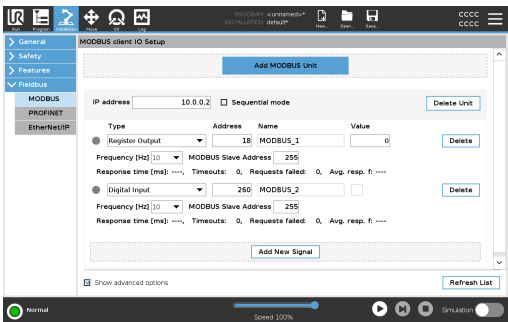 PROGRAM <unnamed>*
INSTALLATION default*
Run Program Installation Move I/O Log New... Open... Save...
CCCC
CCCC
General
Safety
Features
Fieldbus
MODBUS
PROFINET
EtherNet/IP
MODBUS client IO Setup
Add MODBUS Unit
IP address 10.0.0.2 Sequential mode Delete Unit
Type Address Name Value
Register Output 18 MODBUS_1 0 Delete
Frequency [Hz] 10 MODBUS Slave Address 255
Response time [ms]: ----, Timeouts: 0, Requests failed: 0, Avg. resp. f: ----
Digital Input 260 MODBUS_2 Delete
Frequency [Hz] 10 MODBUS Slave Address 255
Response time [ms]: ----, Timeouts: 0, Requests failed: 0, Avg. resp. f: ----
Add New Signal
Show advanced options Refresh List
Normal Speed 100% Simulation